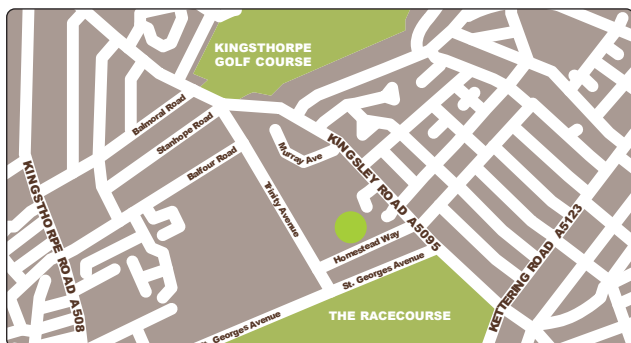 KINGSTHORPE
GOLF COURSE
Balmoral Road
Stanhope Road
Balfour Road
Murray Ave
KINGSLEY ROAD A5095
KINGSTHORPE ROAD A508
Trinity Avenue
Homestead Way
St. Georges Avenue
KETTERING ROAD A5123
Georges Avenue
THE RACECOURSE